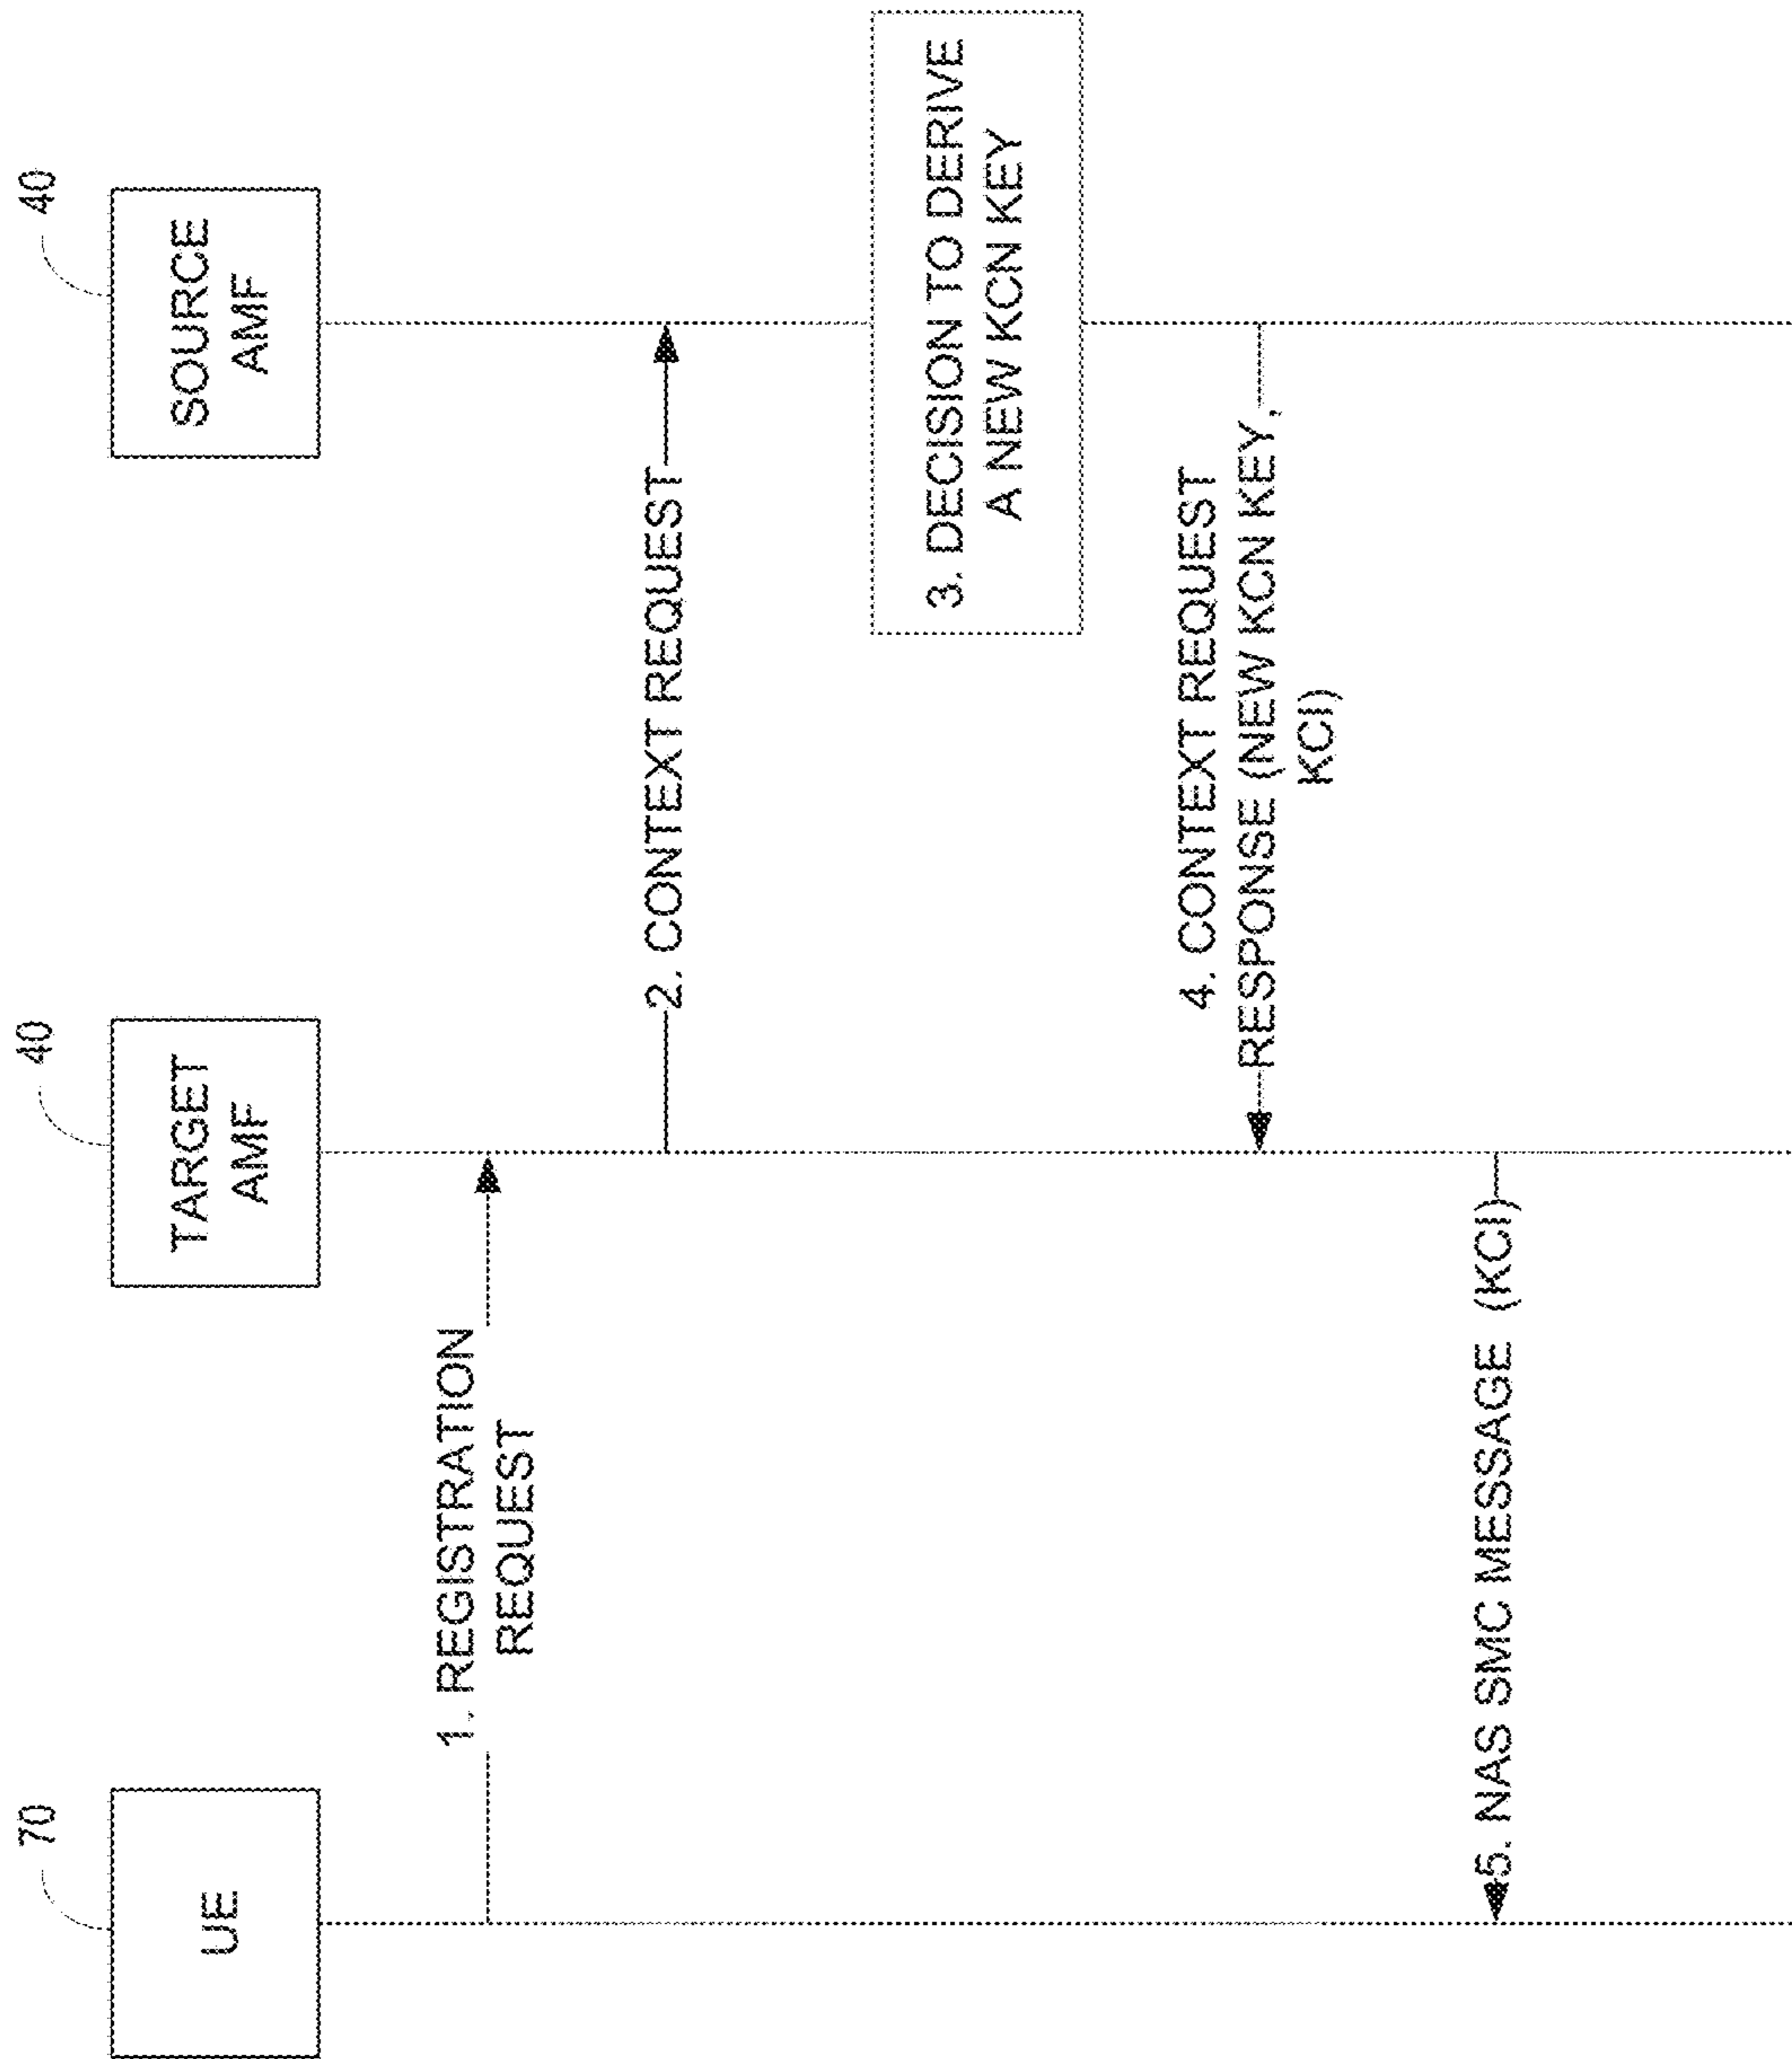 70
40
40
UE
TARGET
AMF
SOURCE
AMF
1. REGISTRATION
REQUEST
2. CONTEXT REQUEST
3. DECISION TO DERIVE
A NEW KCN KEY
4. CONTEXT REQUEST
RESPONSE (NEW KCN KEY,
KCI)
5. NAS SMC MESSAGE (KCI)